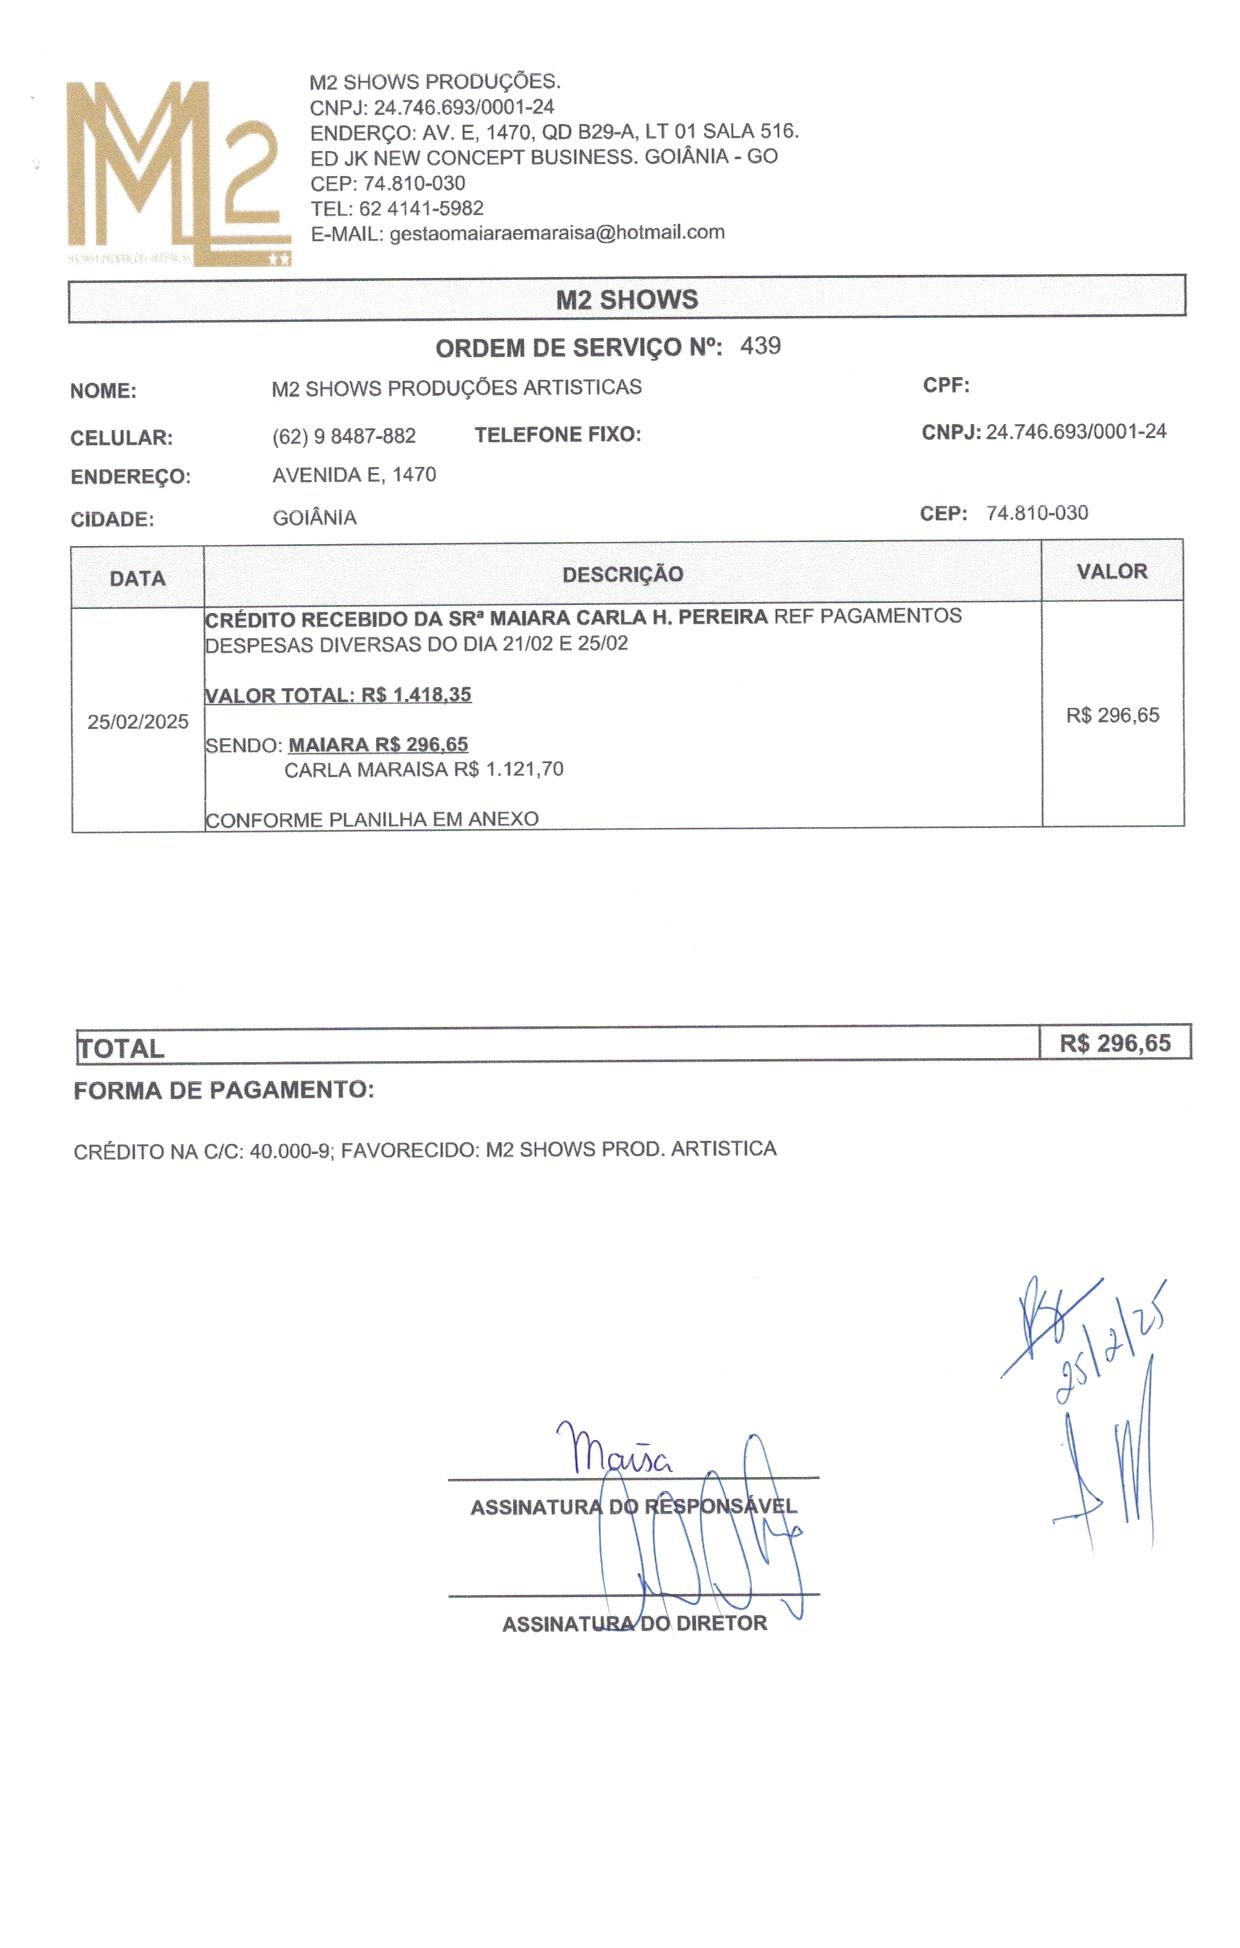 M2 SHOWS PRODUÇÕES.
CNPJ: 24.746.693/0001-24
ENDERÇO: AV. E, 1470, QD B29-A, LT 01 SALA 516.
ED JK NEW CONCEPT BUSINESS. GOIÂNIA - GO
CEP: 74.810-030
TEL: 62 4141-5982
E-MAIL: gestaomaiaraemaraisa@hotmail.com
M2
SHOWS E PRODUÇÕES ARTÍSTICAS
M2 SHOWS
ORDEM DE SERVIÇO Nº: 439
NOME: M2 SHOWS PRODUÇÕES ARTISTICAS CPF:
CELULAR: (62) 9 8487-882 TELEFONE FIXO: CNPJ: 24.746.693/0001-24
ENDEREÇO: AVENIDA E, 1470
CIDADE: GOIÂNIA CEP: 74.810-030
DATA DESCRIÇÃO VALOR
CRÉDITO RECEBIDO DA SRª MAIARA CARLA H. PEREIRA REF PAGAMENTOS
DESPESAS DIVERSAS DO DIA 21/02 E 25/02
VALOR TOTAL: R$ 1.418,35
25/02/2025 R$ 296,65
SENDO: MAIARA R$ 296,65
CARLA MARAISA R$ 1.121,70
CONFORME PLANILHA EM ANEXO
TOTAL R$ 296,65
FORMA DE PAGAMENTO:
CRÉDITO NA C/C: 40.000-9; FAVORECIDO: M2 SHOWS PROD. ARTISTICA
25/2/25
Maisa
ASSINATURA DO RESPONSÁVEL
ASSINATURA DO DIRETOR